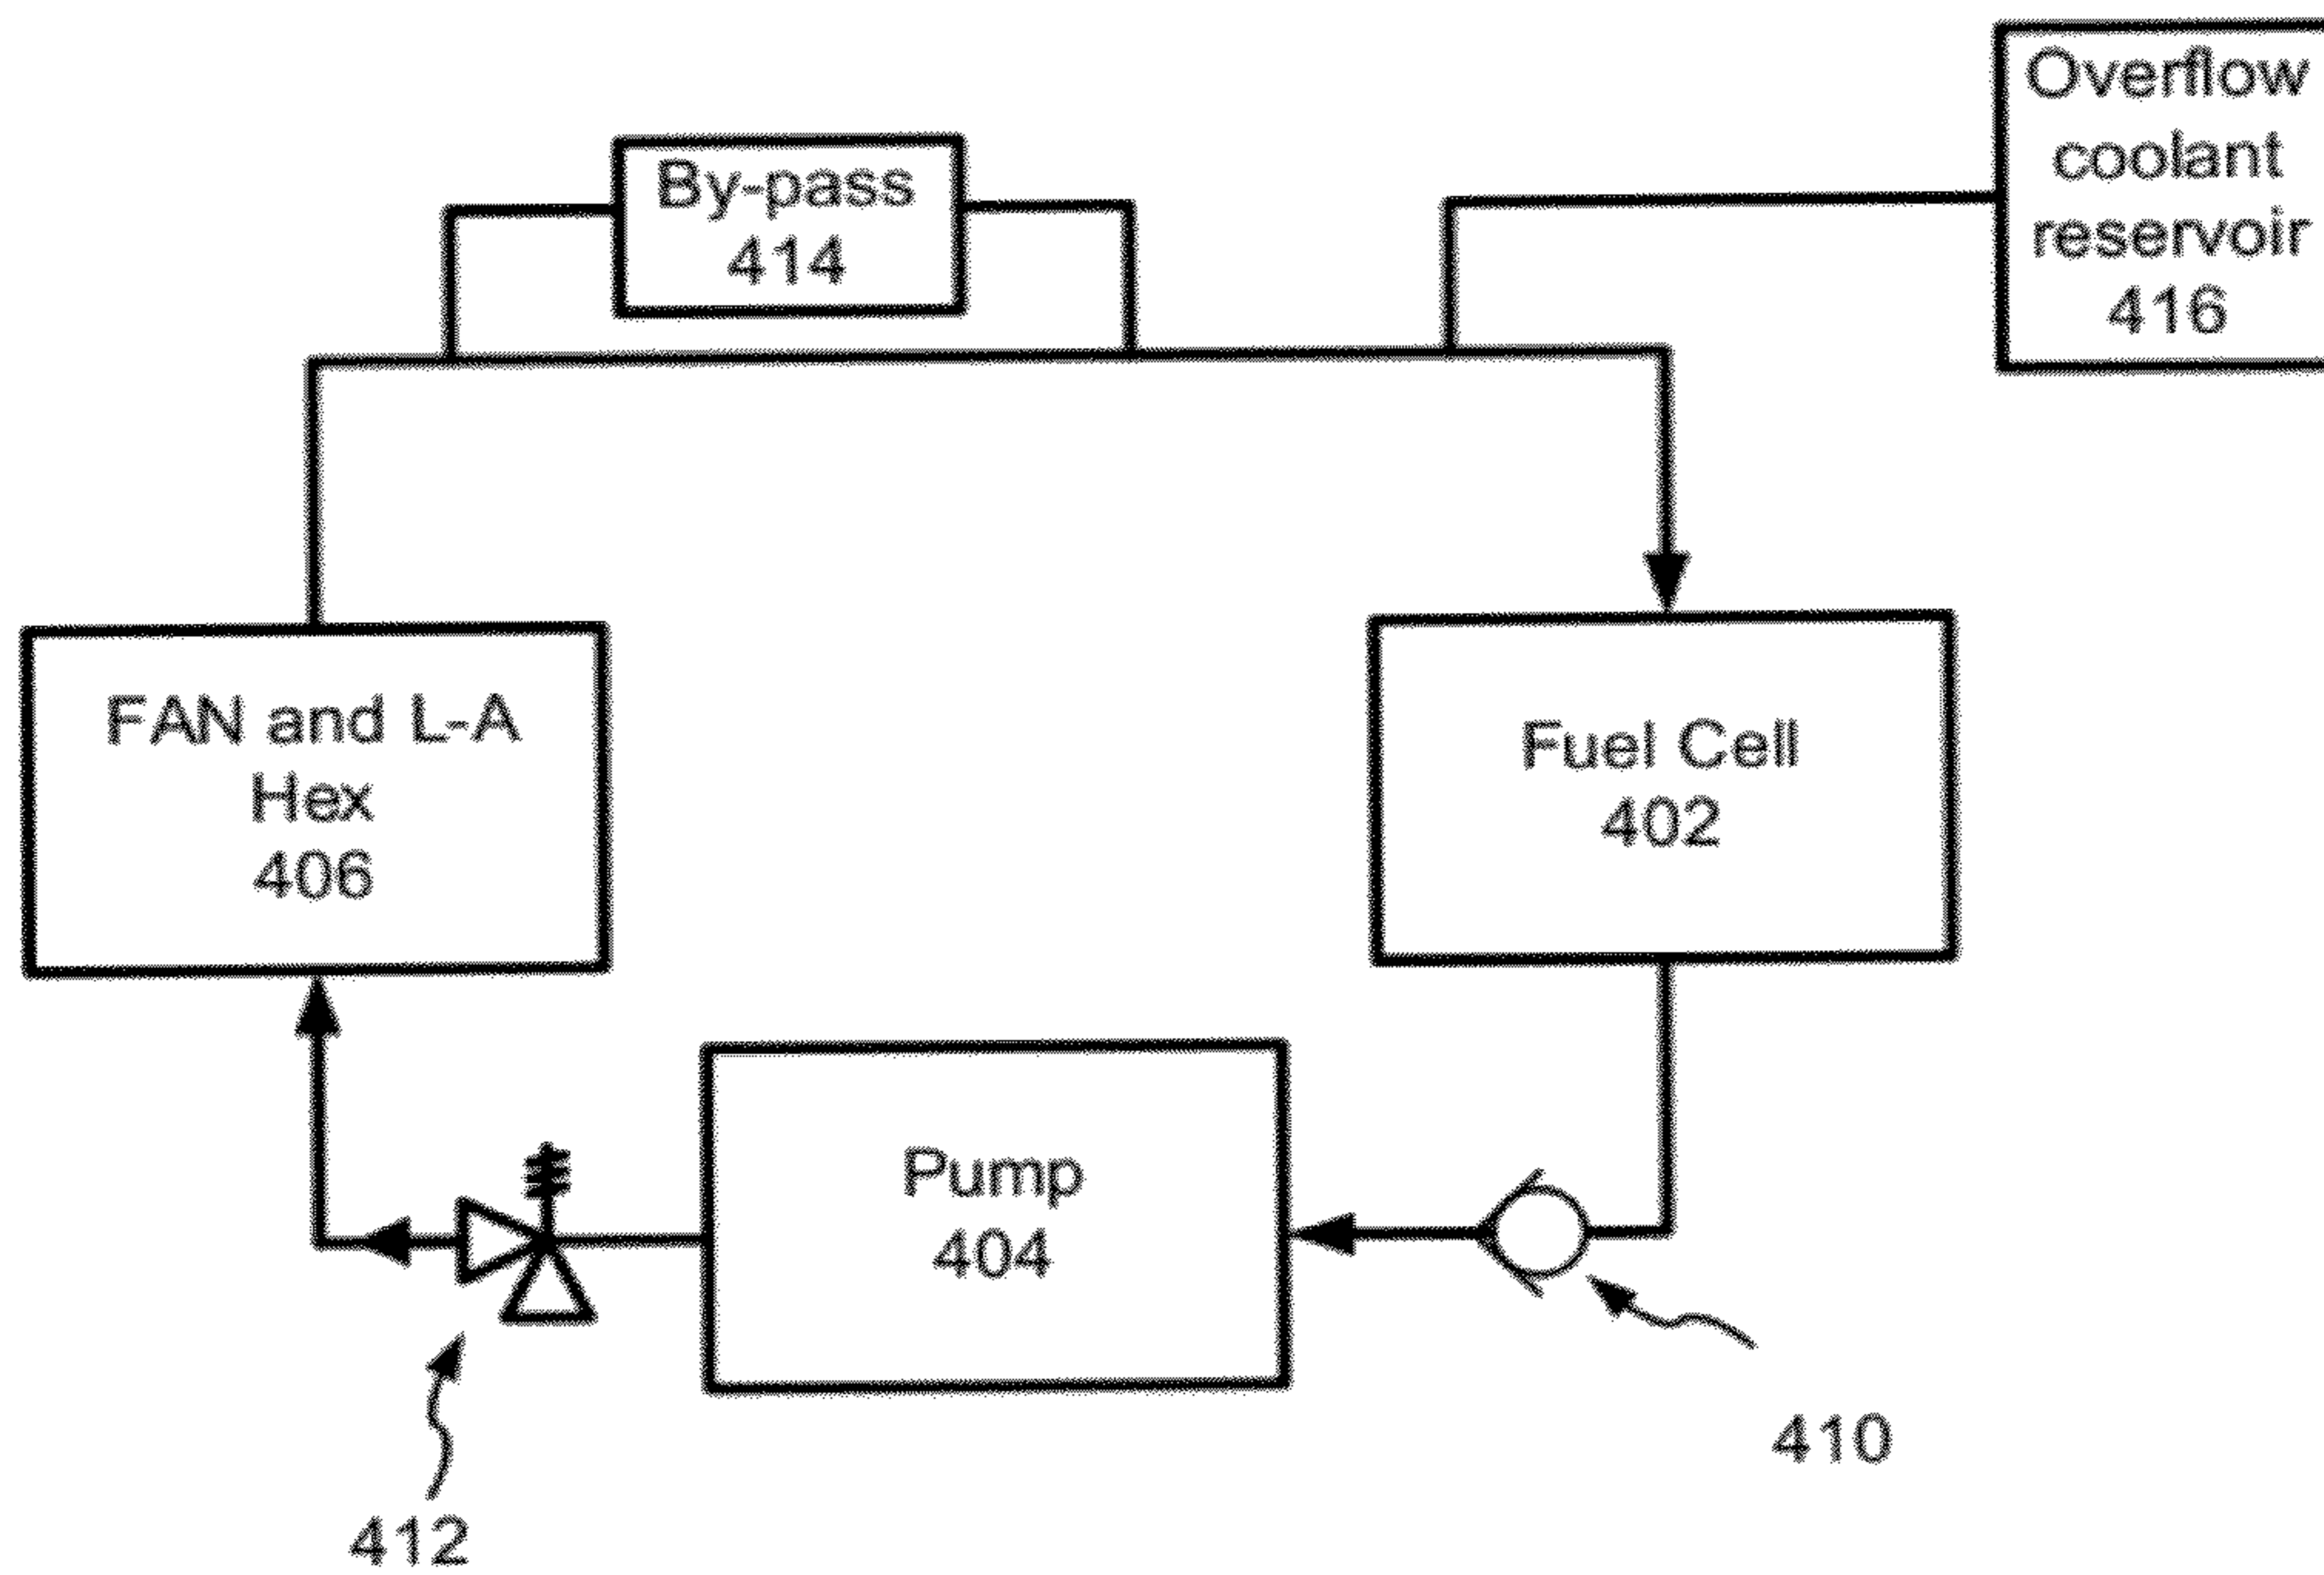 Overflow
coolant
reservoir
416
By-pass
414
FAN and L-A
Hex
406
Fuel Cell
402
Pump
404
410
412